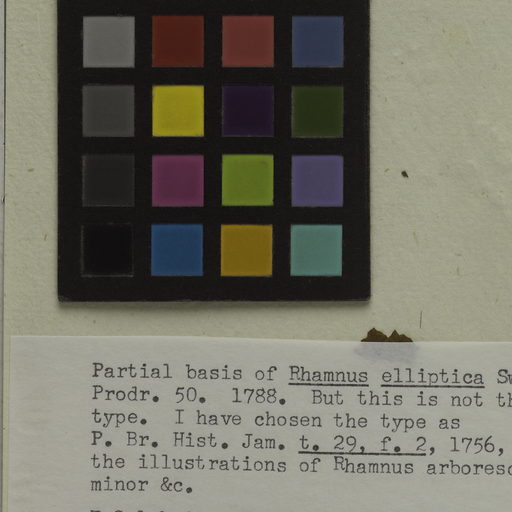 Partial basis of Rhamnus elliptica
Prodr. 50. 1788. But this is not
type. I have chosen the type as
P. Br. Hist. Jam. t. 29, f. 2, 1756,
the illustrations of Rhamnus
minor &c.